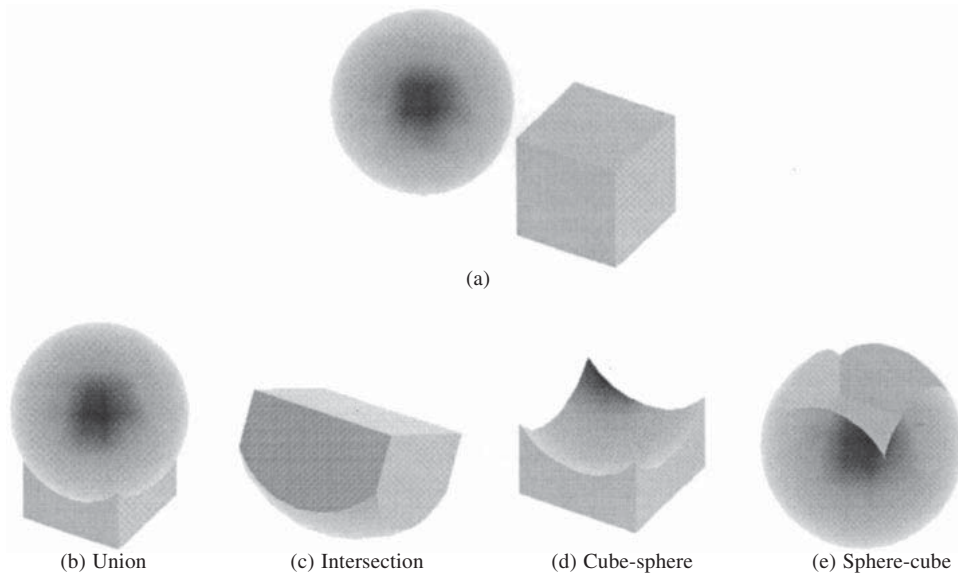 (a)
(b) Union
(c) Intersection
(d) Cube-sphere
(e) Sphere-cube